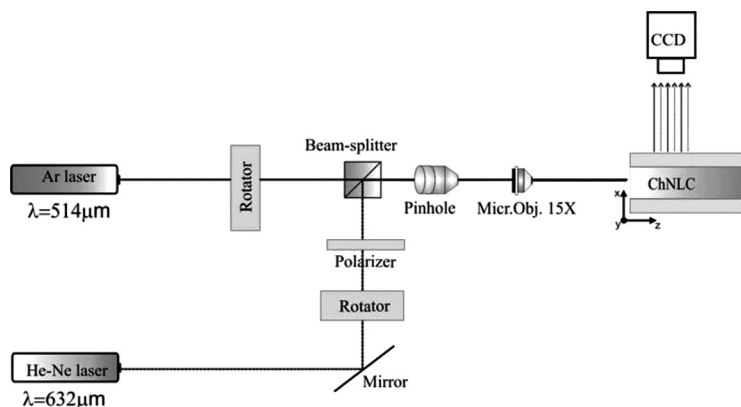 CCD
Beam-splitter
Ar laser
Rotator
ChNLC
x
Pinhole
Micr.Obj. 15X
y
z
λ=514μm
Polarizer
Rotator
He-Ne laser
Mirror
λ=632μm